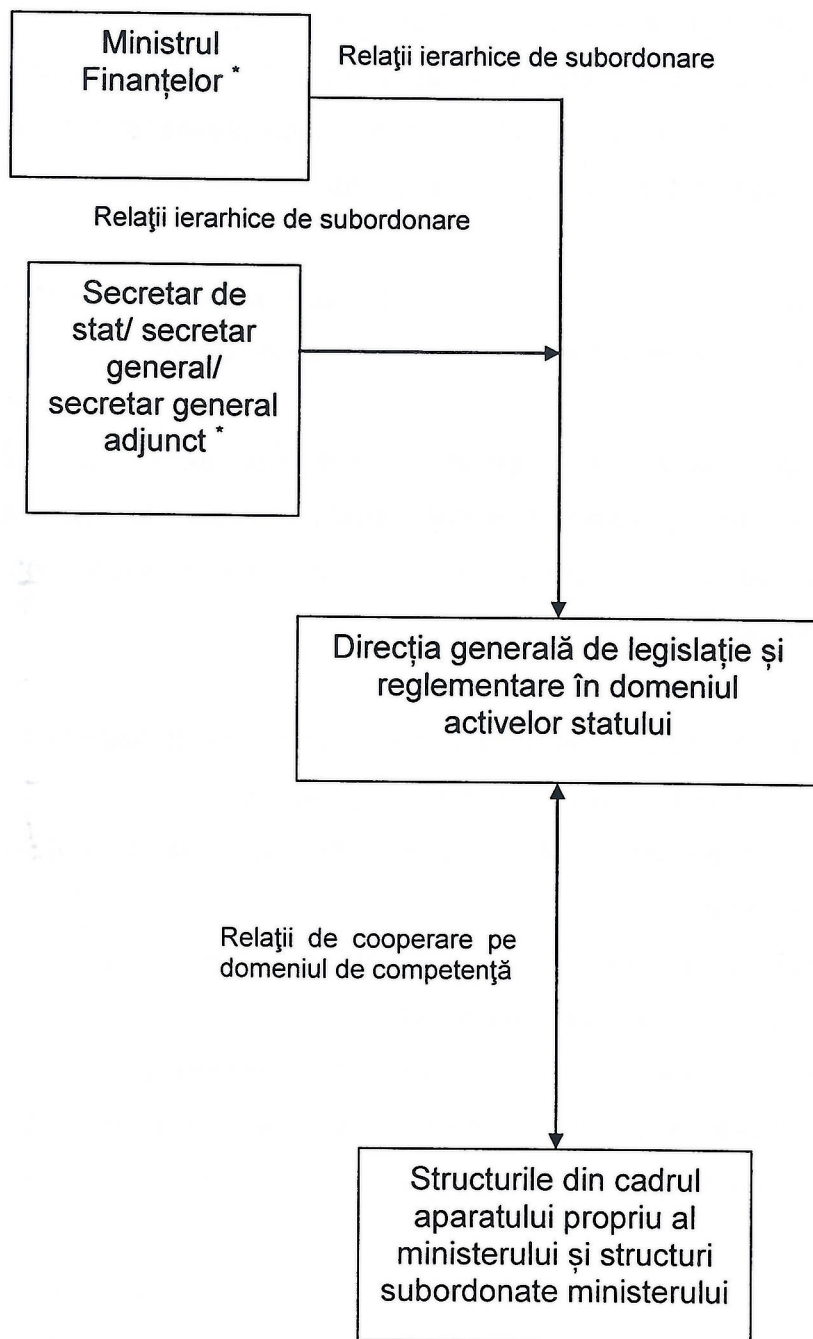 Ministrul
Finanțelor *
Relaţii ierarhice de subordonare
Relaţii ierarhice de subordonare
Secretar de
stat/ secretar
general/
secretar general
adjunct *
Direcția generală de legislație și
reglementare în domeniul
activelor statului
Relaţii de cooperare pe
domeniul de competenţă
Structurile din cadrul
aparatului propriu al
ministerului și structuri
subordonate ministerului